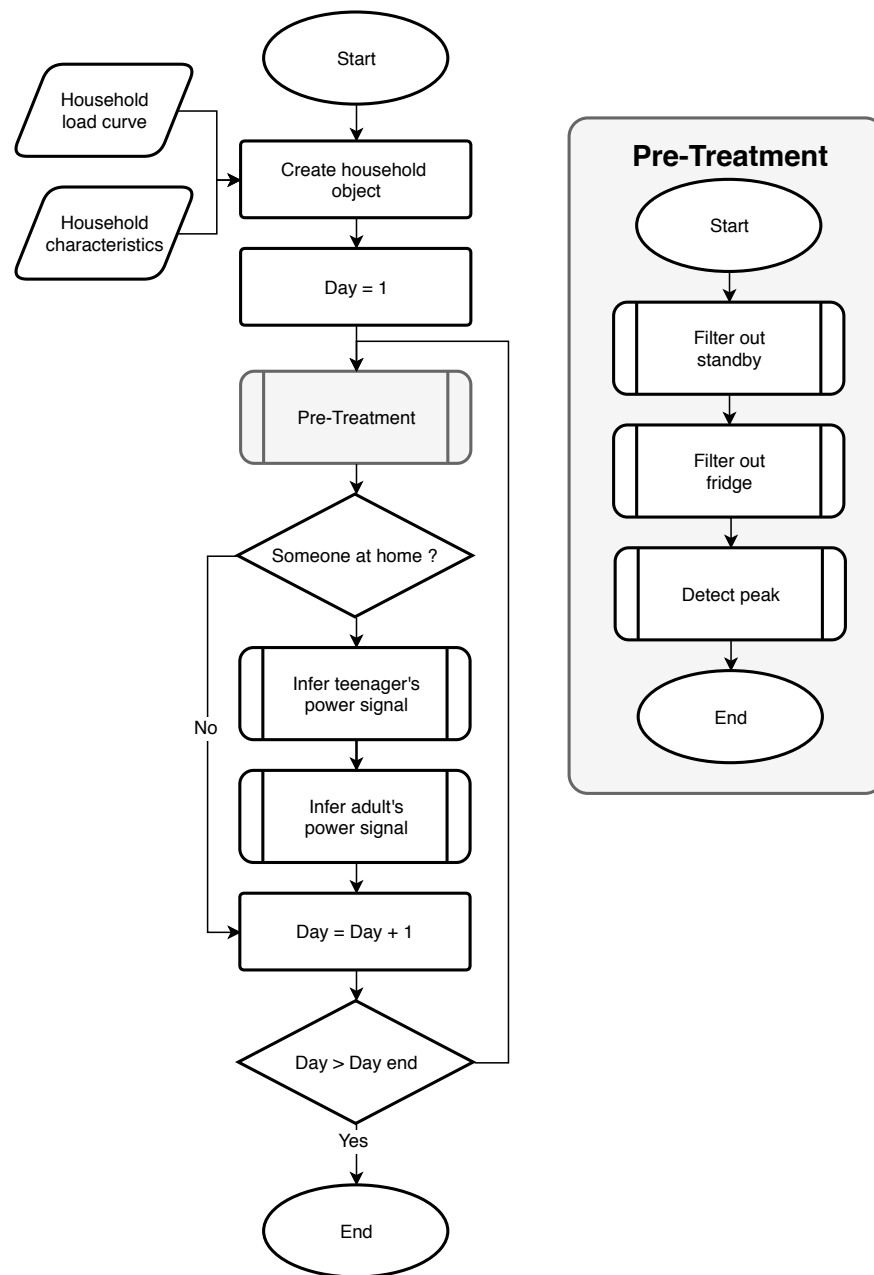 Start
Household
load curve
Household
characteristics
Create household
object
Day = 1
Pre-Treatment
Someone at home ?
No
Infer teenager's
power signal
Infer adult's
power signal
Day = Day + 1
Day > Day end
Yes
End
Pre-Treatment
Start
Filter out
standby
Filter out
fridge
Detect peak
End